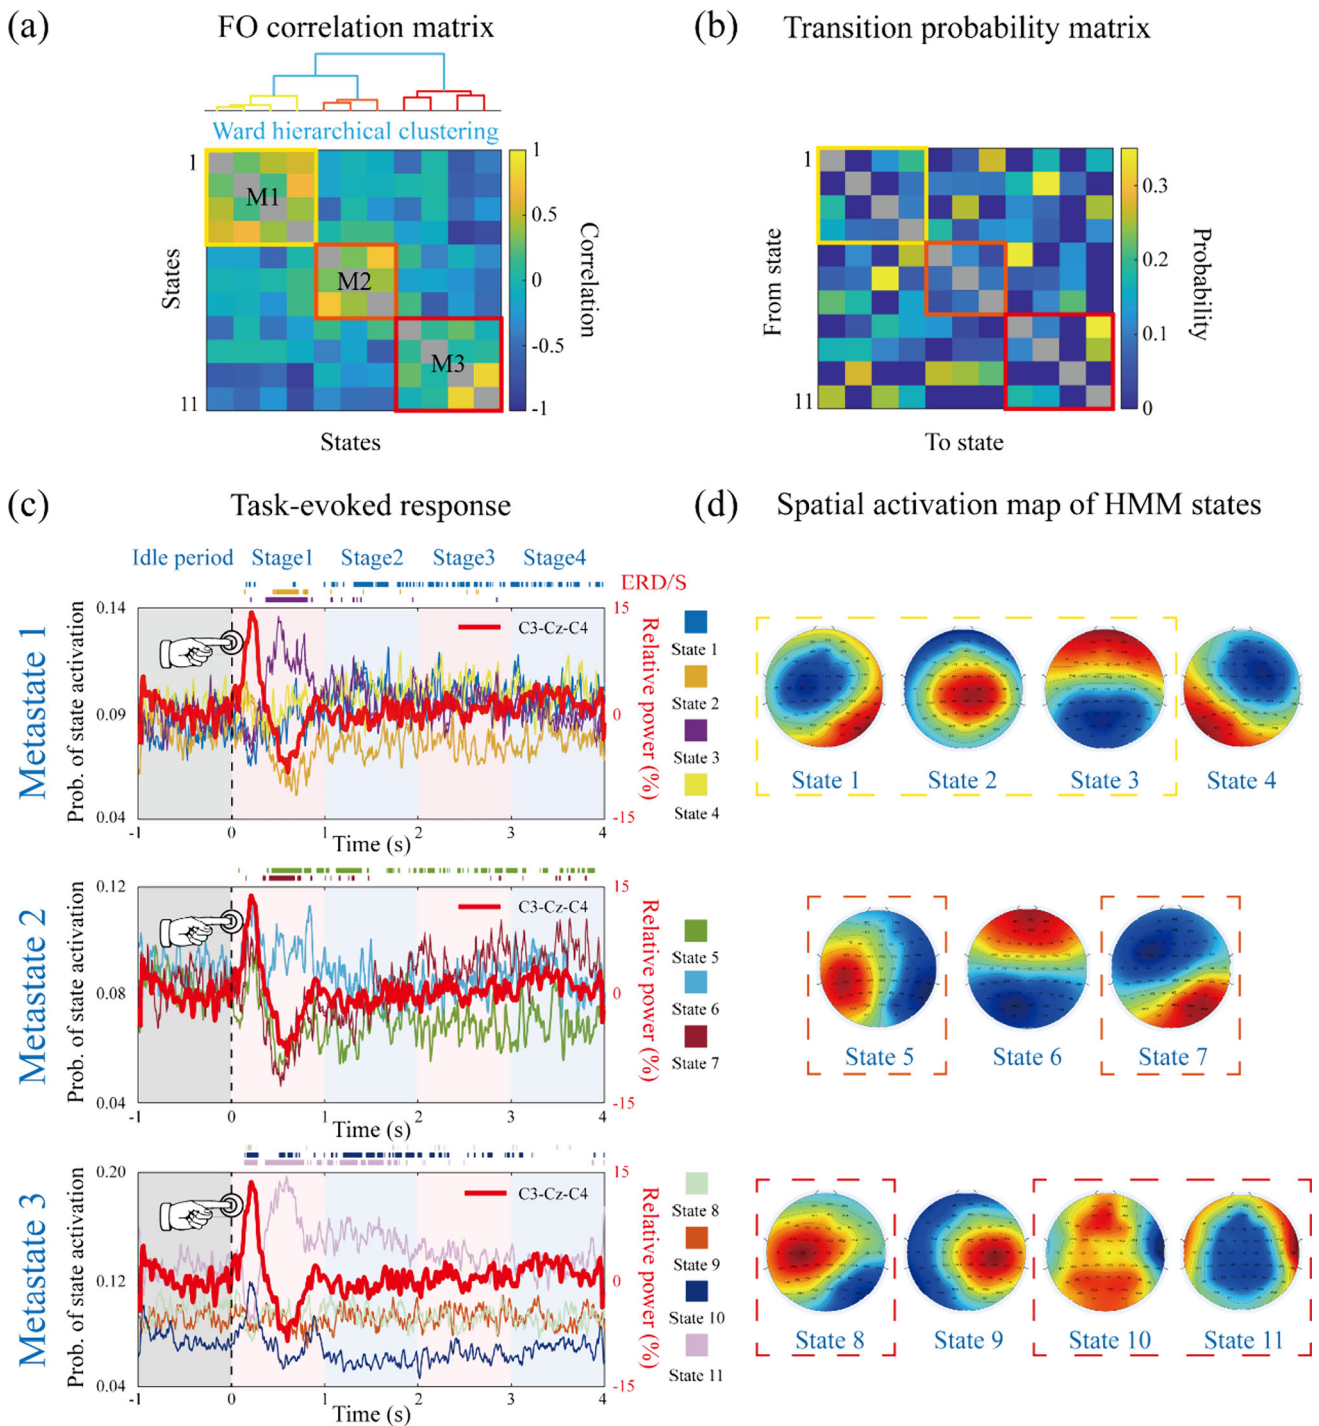 (a)
FO correlation matrix
Ward hierarchical clustering
1
11
States
States
M1
M2
M3
1
0.5
0
-0.5
-1
Correlation
(b)
Transition probability matrix
1
11
From state
To state
0.3
0.2
0.1
0
Probability
(c)
Task-evoked response
Idle period
Stage1
Stage2
Stage3
Stage4
ERD/S
Metastate 1
Prob. of state activation
0.14
0.09
0.04
C3-Cz-C4
15
0
-15
Relative power (%)
-1
0
1
2
3
4
Time (s)
State 1
State 2
State 3
State 4
Metastate 2
Prob. of state activation
0.12
0.08
0.04
C3-Cz-C4
15
0
-15
Relative power (%)
-1
0
1
2
3
4
Time (s)
State 5
State 6
State 7
Metastate 3
Prob. of state activation
0.20
0.12
0.04
C3-Cz-C4
15
0
-15
Relative power (%)
-1
0
1
2
3
4
Time (s)
State 8
State 9
State 10
State 11
(d)
Spatial activation map of HMM states
State 1
State 2
State 3
State 4
State 5
State 6
State 7
State 8
State 9
State 10
State 11